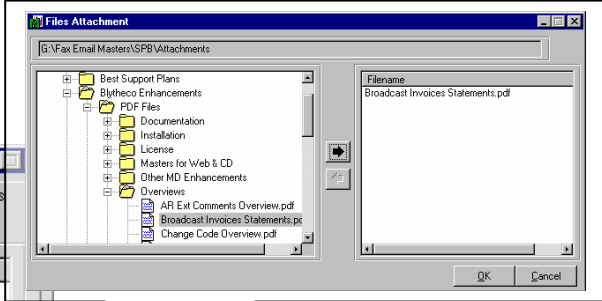 Files Attachment
G:\Fax Email Masters\SPB\Attachments
Best Support Plans
Blytheco Enhancements
PDF Files
Documentation
Installation
License
Masters for Web & CD
Other MD Enhancements
Overviews
AR Ext Comments Overview.pdf
Broadcast Invoices Statements.pd
Change Code Overview.pdf
Filename
Broadcast Invoices Statements.pdf
OK
Cancel